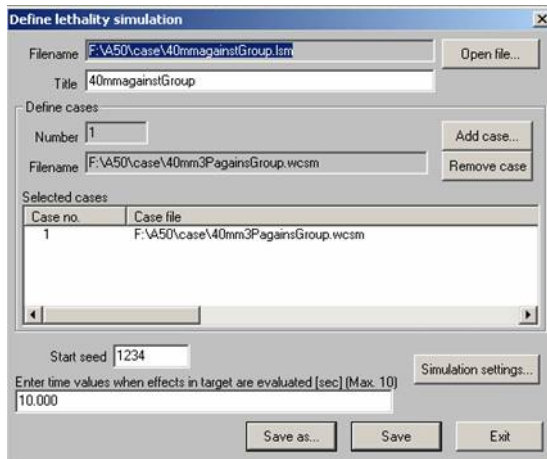 Define lethality simulation
Filename F:\A50\case\40mmagainstGroup.lsm Open file...
Title 40mmagainstGroup
Define cases
Number 1 Add case...
Filename F:\A50\case\40mm3PagainsGroup.wcsm Remove case
Selected cases
Case no. Case file
1 F:\A50\case\40mm3PagainsGroup.wcsm
Start seed 1234 Simulation settings...
Enter time values when effects in target are evaluated [sec] (Max. 10)
10.000
Save as... Save Exit